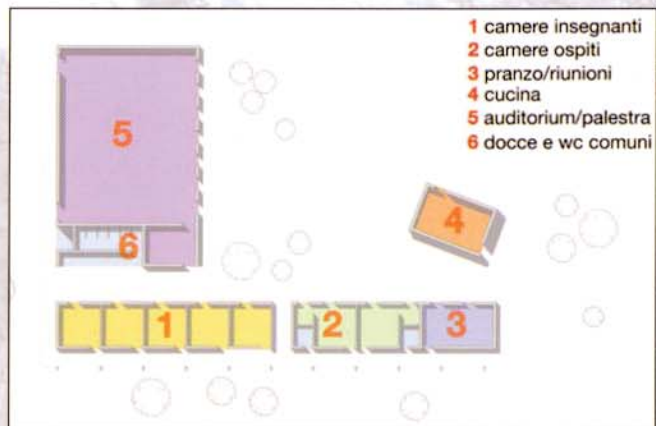 1 camere insegnanti
2 camere ospiti
3 pranzo/riunioni
4 cucina
5 auditorium/palestra
6 docce e wc comuni
5
4
6
1
2
3